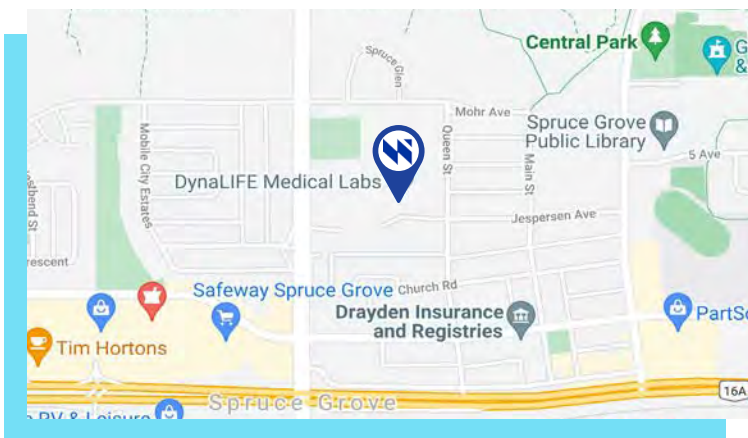 Central Park
G
&
Spruce Glen
Mohr Ave
Spruce Grove
Public Library
5 Ave
Mobile City Estates
Queen St
Main St
DynaLIFE Medical Labs
Jespersen Ave
stbend St
rescent
Safeway Spruce Grove
Church Rd
Drayden Insurance
and Registries
PartSo
Tim Hortons
16A
Spruce Grove
RV & Leisure